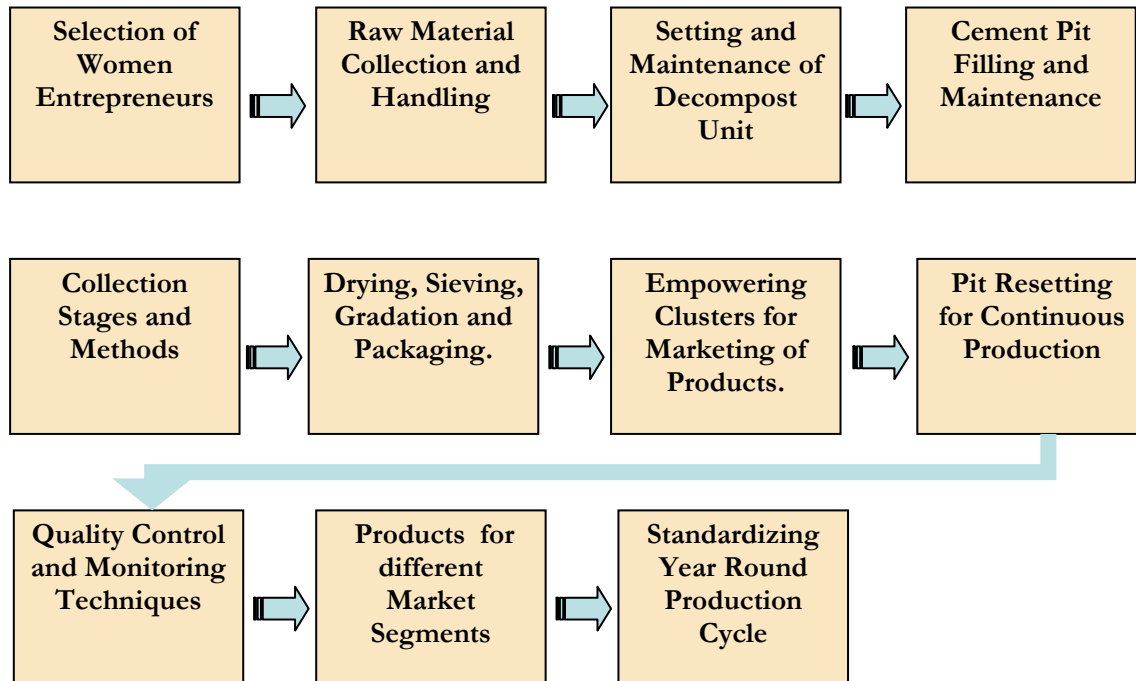 Selection of
Women
Entrepreneurs
Raw Material
Collection and
Handling
Setting and
Maintenance of
Decompost
Unit
Cement Pit
Filling and
Maintenance
Collection
Stages and
Methods
Drying, Sieving,
Gradation and
Packaging.
Empowering
Clusters for
Marketing of
Products.
Pit Resetting
for Continuous
Production
Quality Control
and Monitoring
Techniques
Products for
different
Market
Segments
Standardizing
Year Round
Production
Cycle